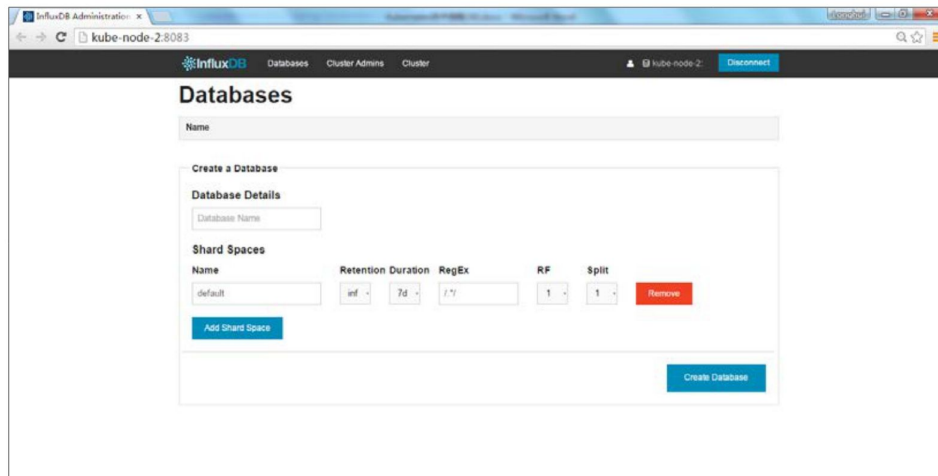 InfluxDB Administration
kube-node-2:8083
InfluxDB Databases Cluster Admins Cluster kube-node-2: Disconnect
Databases
Name
Create a Database
Database Details
Database Name
Shard Spaces
Name Retention Duration RegEx RF Split
default inf 7d /.*/ 1 1 Remove
Add Shard Space
Create Database